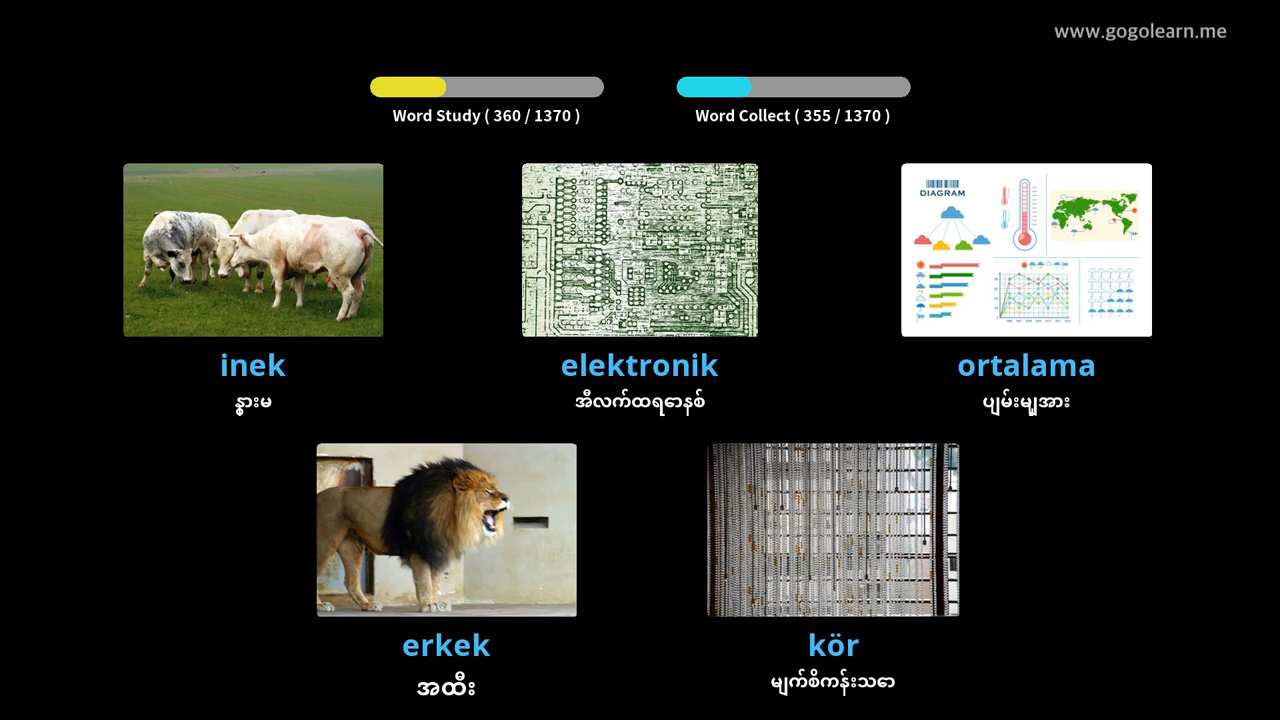 www.gogolearn.me
Word Study ( 360 / 1370 )
Word Collect ( 355 / 1370 )
DIAGRAM
inek
elektronik
ortalama
နွားမ
အီလက်ထရောနစ်
ပျမ်းမျှအား
erkek
kör
အထီး
မျက်စိကန်းသော